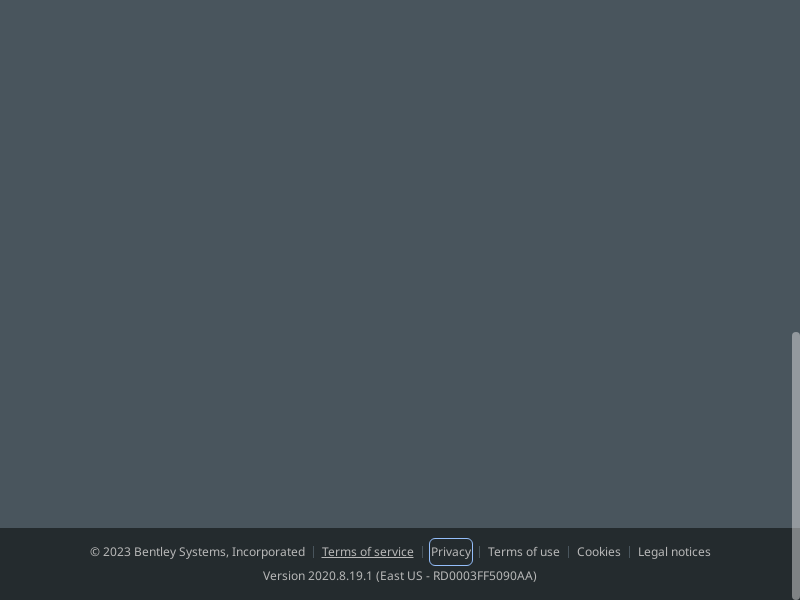 © 2023 Bentley Systems, Incorporated Terms of service Privacy Terms of use Cookies Legal notices
Version 2020.8.19.1 (East US - RD0003FF5090AA)